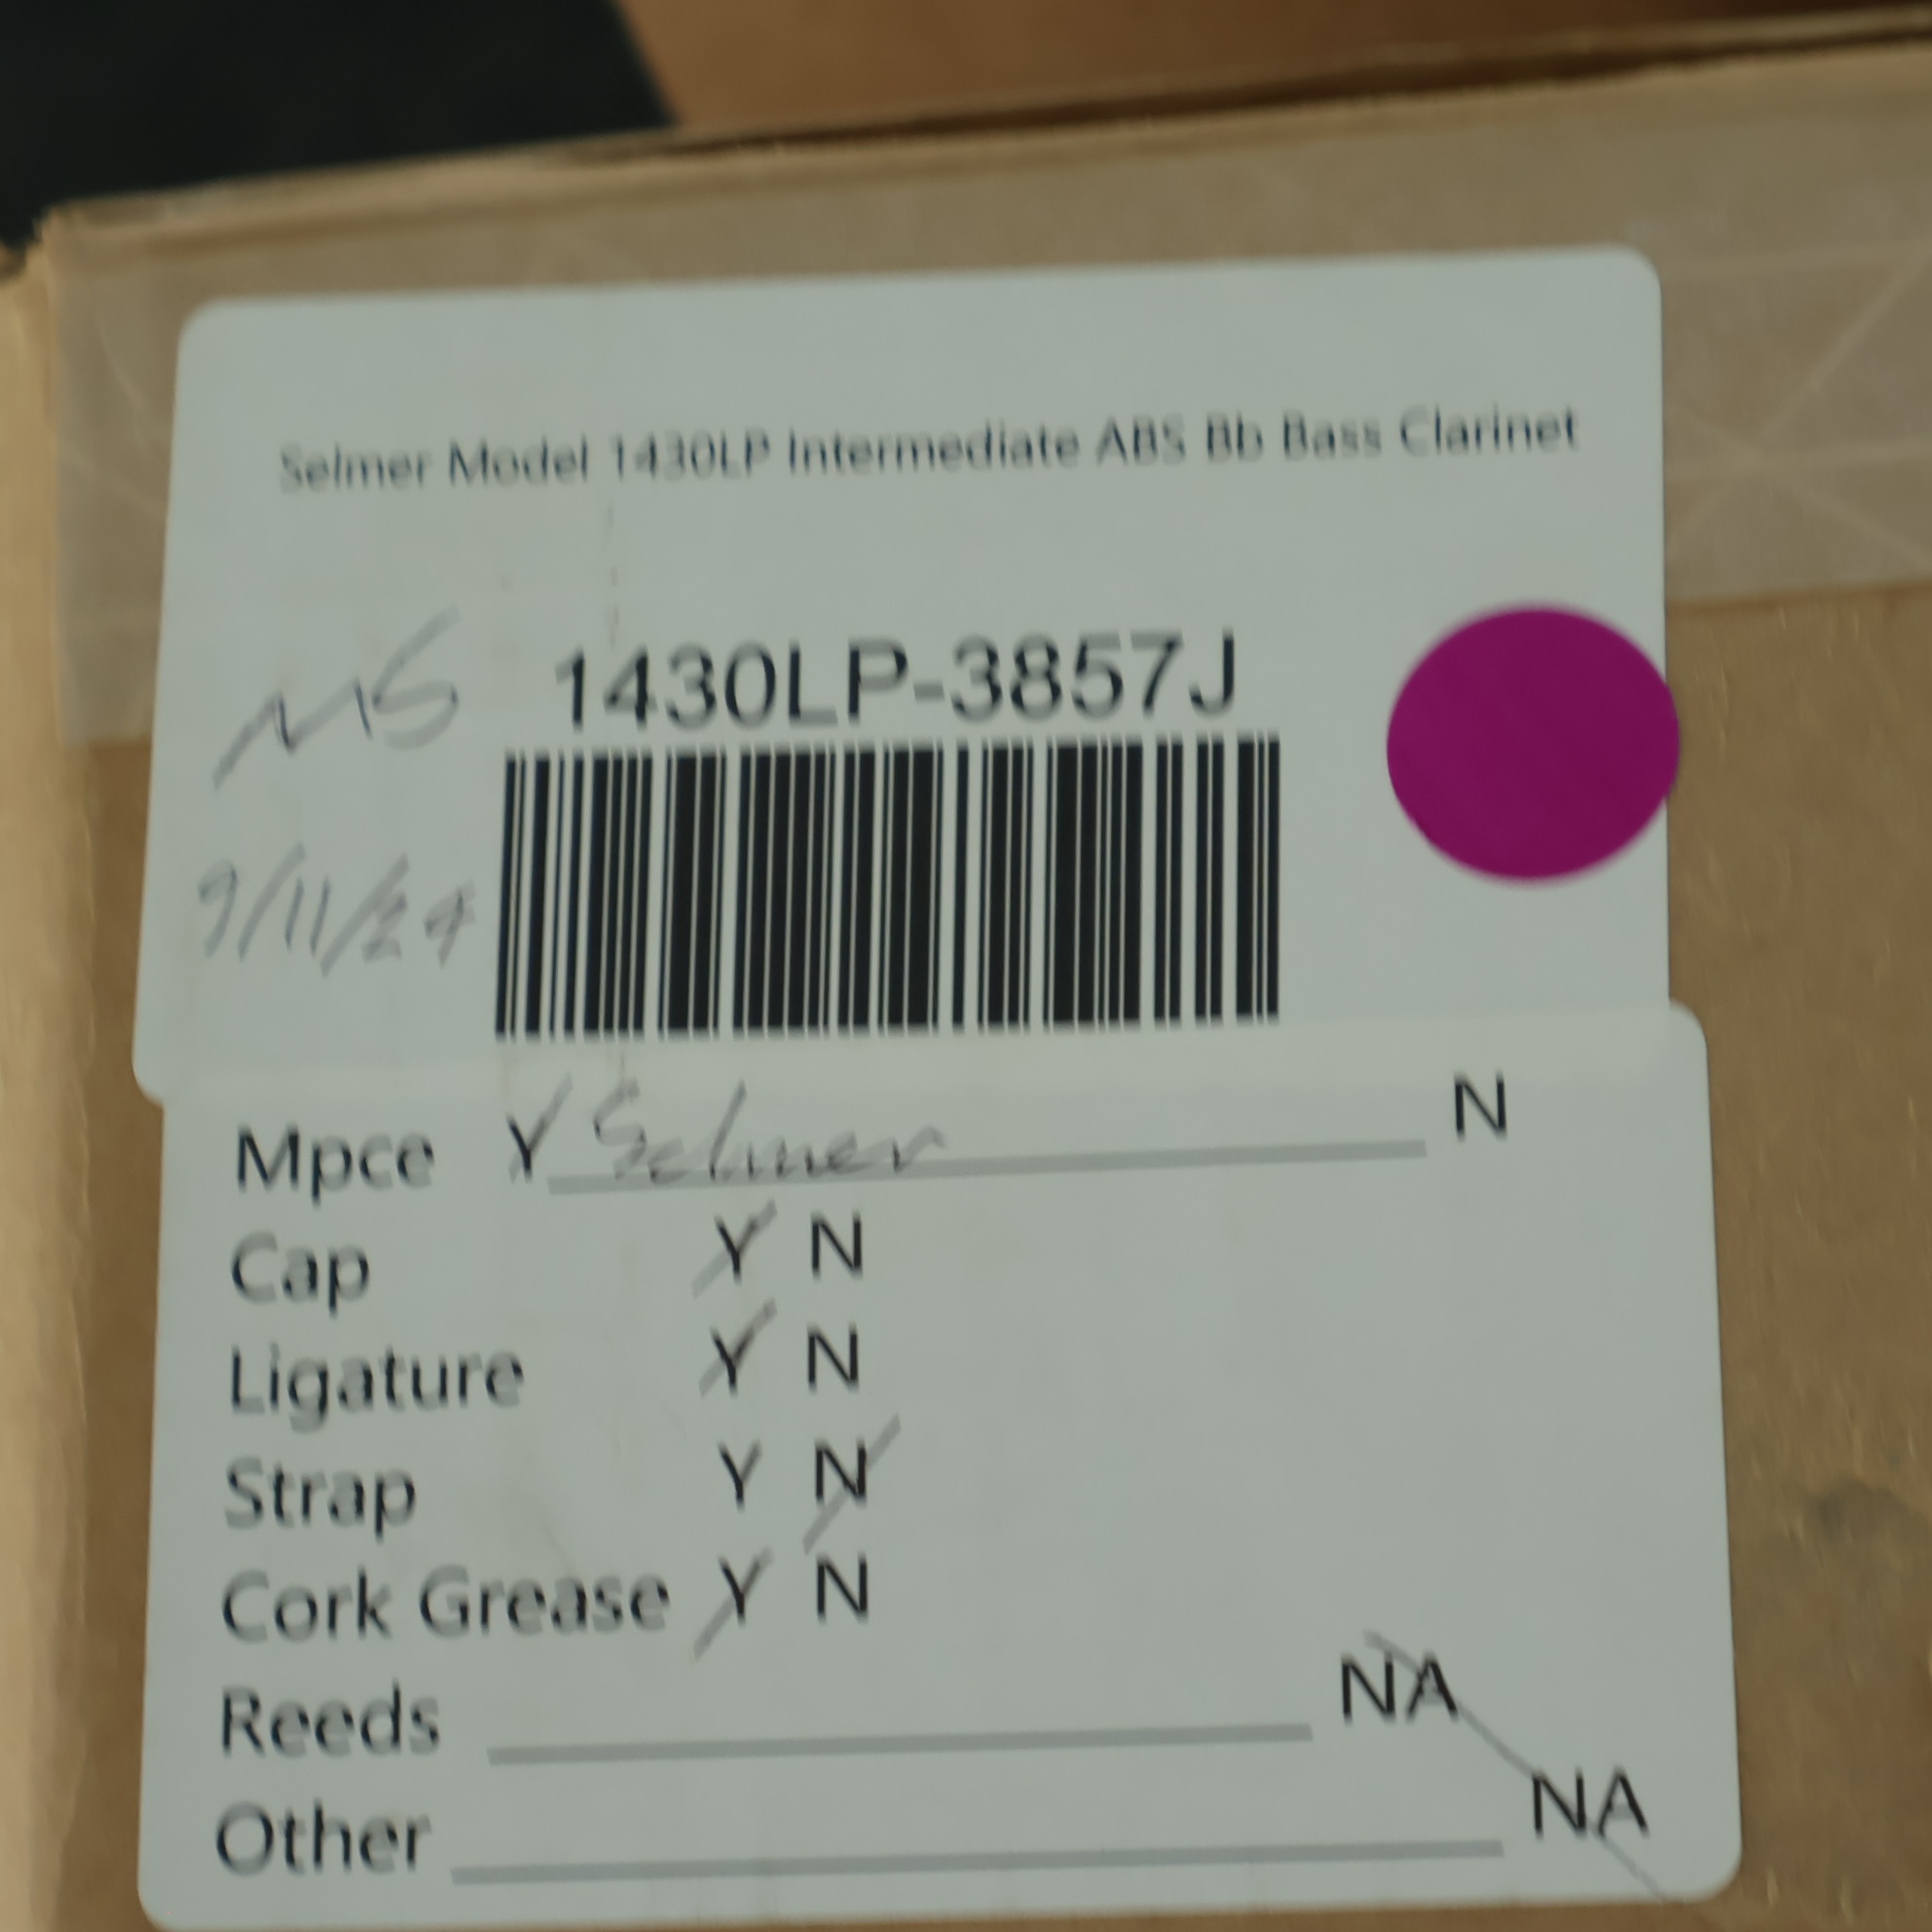 Selmer Model 1430LP Intermediate ABS Bb Bass Clarinet
MS
1430LP-3857J
9/11/24
Mpce Y Selmer N
Cap Y N
Ligature Y N
Strap Y N
Cork Grease Y N
Reeds NA
Other NA